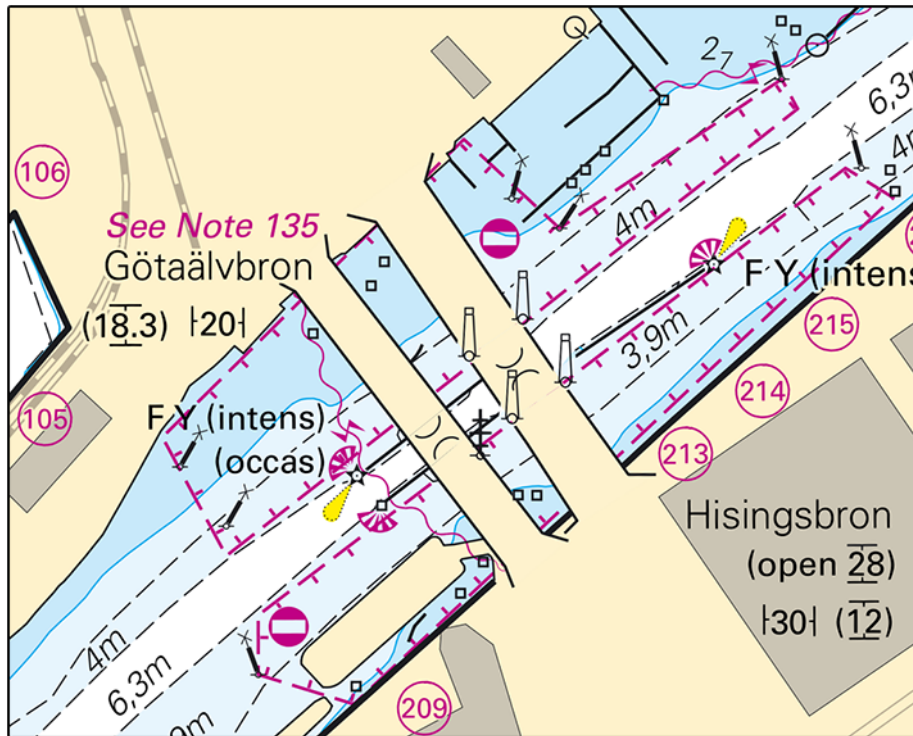 2₇
6,3m
106
4m
See Note 135
Götaälvbron
(18.3) 20
F Y (intens
3,9m
215
214
105
F Y (intens)
(occas)
213
Hisingsbron
(open 28)
30 (12)
4m
6,3m
209